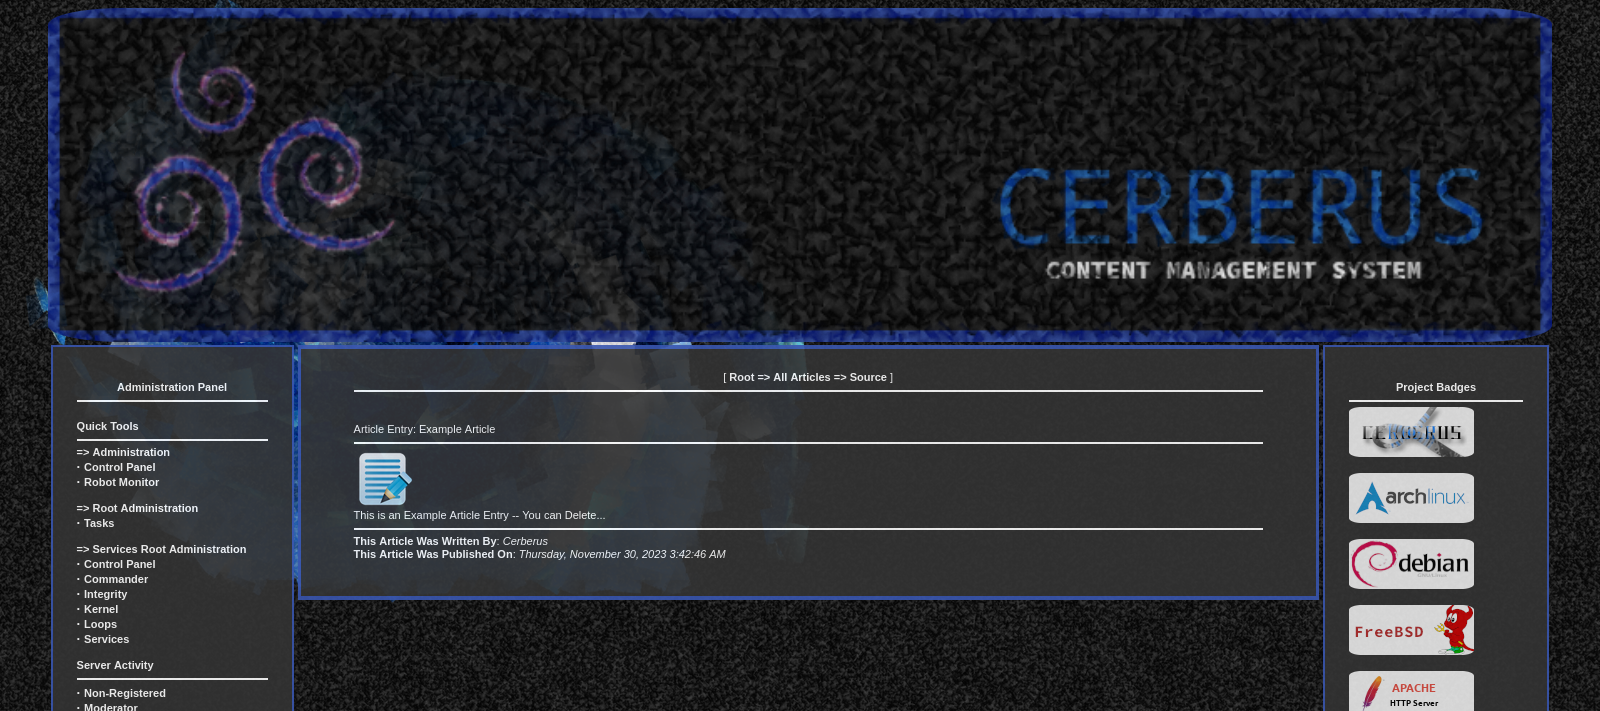 CERBERUS
CONTENT MANAGEMENT SYSTEM
Administration Panel
Quick Tools
=> Administration
· Control Panel
· Robot Monitor
=> Root Administration
· Tasks
=> Services Root Administration
· Control Panel
· Commander
· Integrity
· Kernel
· Loops
· Services
Server Activity
· Non-Registered
· Moderator
[ Root => All Articles => Source ]
Article Entry: Example Article
This is an Example Article Entry -- You can Delete...
This Article Was Written By: Cerberus
This Article Was Published On: Thursday, November 30, 2023 3:42:46 AM
Project Badges
CERBERUS
archlinux
debian
FreeBSD
APACHE
HTTP Server